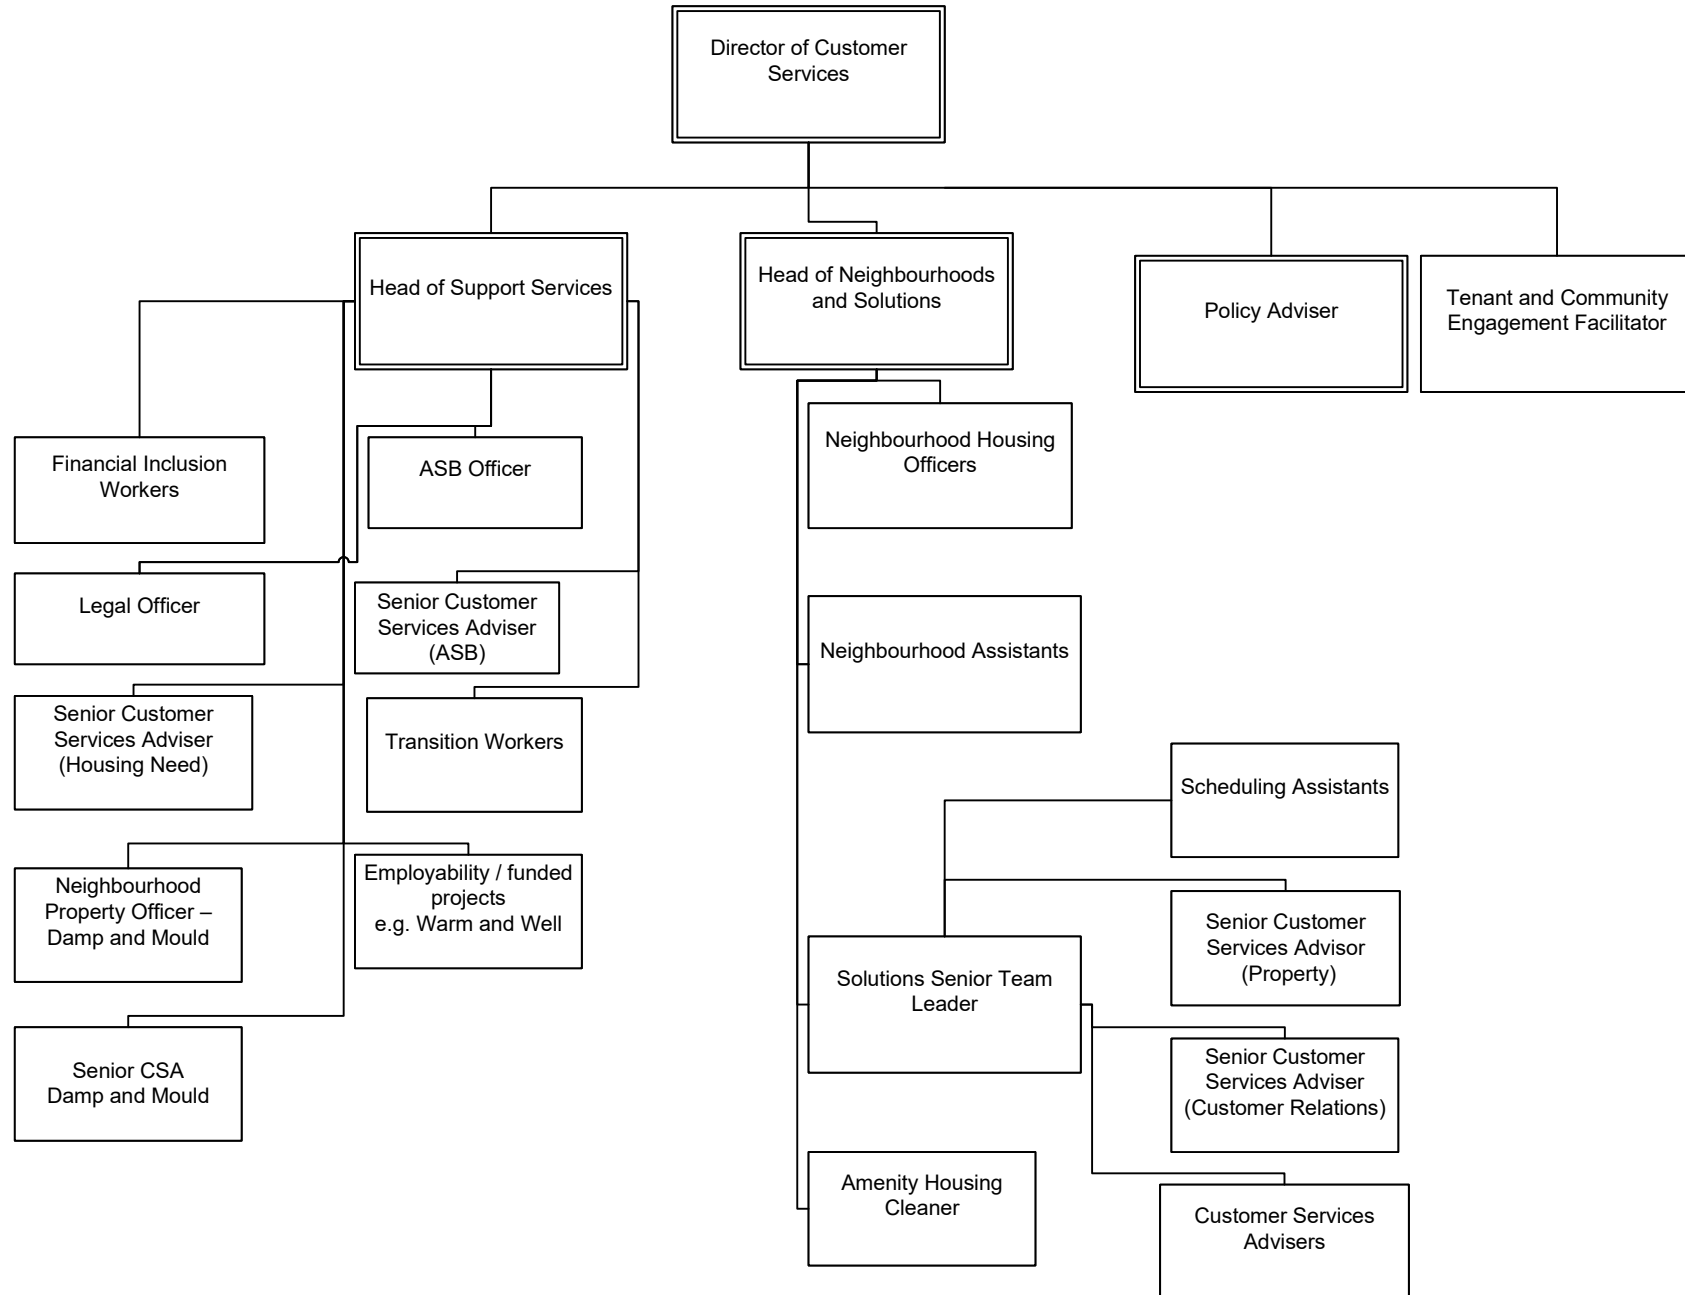 Director of Customer
Services
Head of Support Services
Head of Neighbourhoods
and Solutions
Policy Adviser
Tenant and Community
Engagement Facilitator
Financial Inclusion
Workers
ASB Officer
Neighbourhood Housing
Officers
Legal Officer
Senior Customer
Services Adviser
(ASB)
Neighbourhood Assistants
Senior Customer
Services Adviser
(Housing Need)
Transition Workers
Scheduling Assistants
Neighbourhood
Property Officer –
Damp and Mould
Employability / funded
projects
e.g. Warm and Well
Senior Customer
Services Advisor
(Property)
Solutions Senior Team
Leader
Senior CSA
Damp and Mould
Senior Customer
Services Adviser
(Customer Relations)
Amenity Housing
Cleaner
Customer Services
Advisers